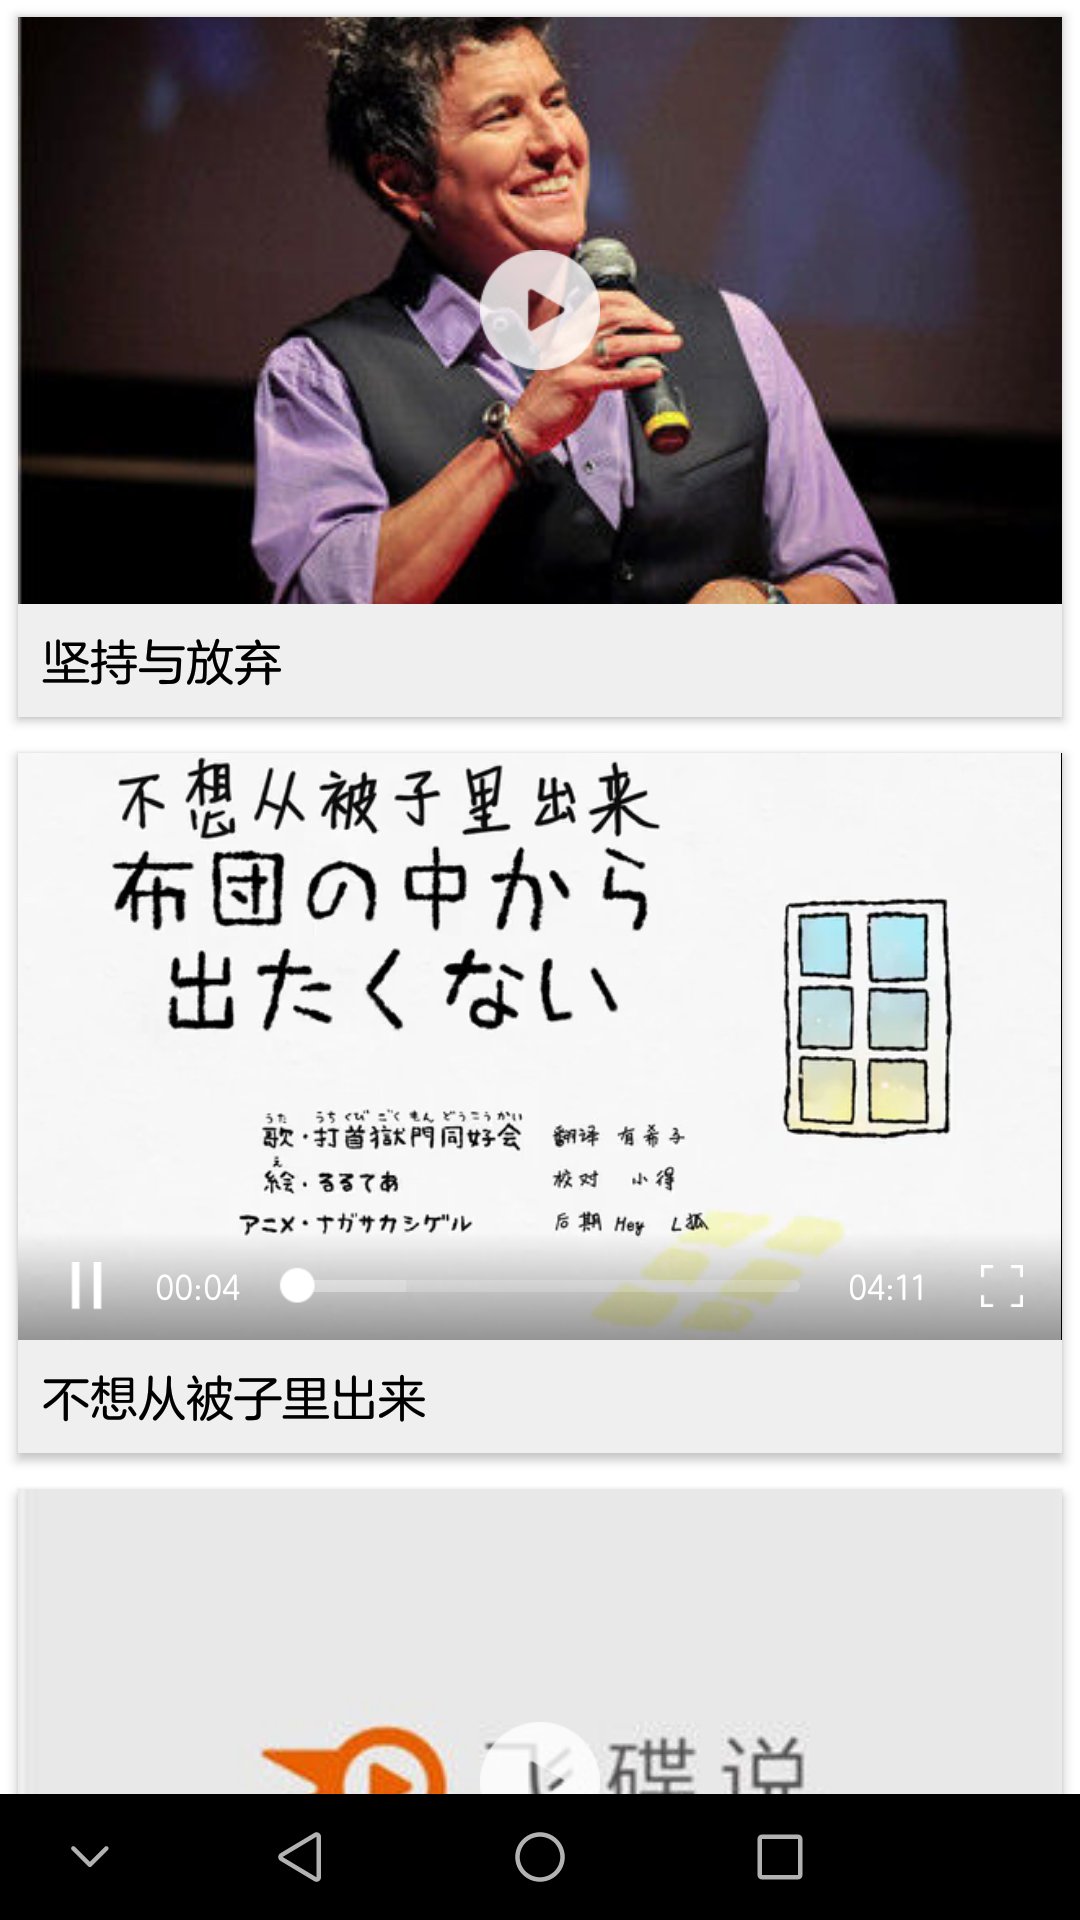 坚持与放弃
不想从被子里出来
布団の中から
出たくない
うた うちくび ごく もん どうこうかい
歌・打首獄門同好会 翻译 有希子
え
絵・るるてあ 校对 小得
アニメ・ナガサカシゲル 后期 Hey L狐
00:04 04:11
不想从被子里出来
飞碟说